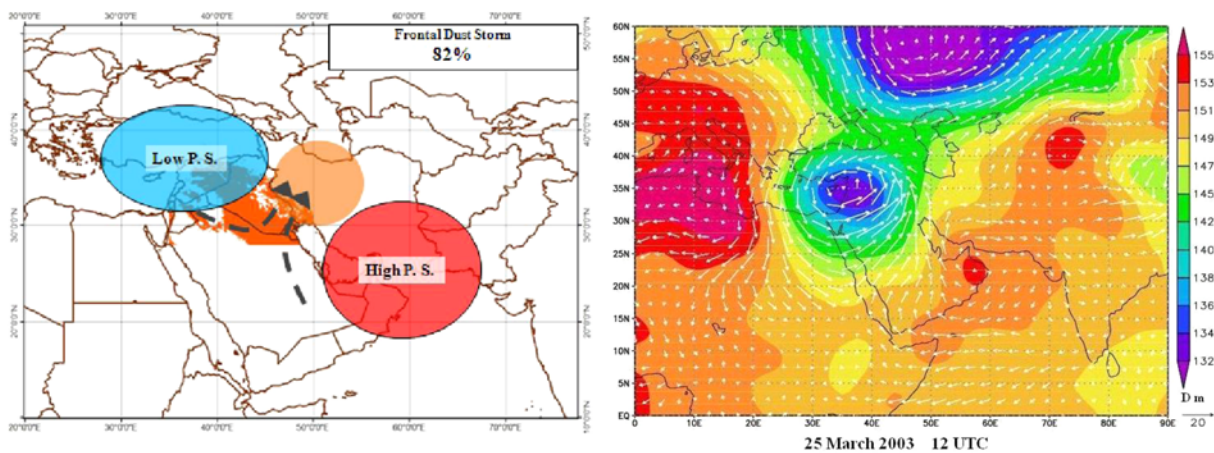 Frontal Dust Storm
82%
Low P. S.
High P. S.
20°0'0"E 30°0'0"E 40°0'0"E 50°0'0"E 60°0'0"E 70°0'0"E
50°0'0"N
40°0'0"N
30°0'0"N
20°0'0"N
10°0'0"N
60N
55N
50N
45N
40N
35N
30N
25N
20N
15N
10N
5N
EQ
0 10E 20E 30E 40E 50E 60E 70E 80E 90E
155
153
151
149
147
145
142
140
138
136
134
132
D m
20
25 March 2003 12 UTC